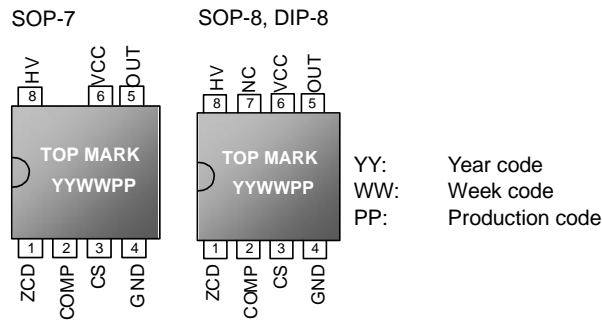 SOP-7
SOP-8, DIP-8
HV VCC OUT
8 6 5
TOP MARK
YYWWPP
1 2 3 4
ZCD COMP CS GND
HV NC VCC OUT
8 7 6 5
TOP MARK
YYWWPP
1 2 3 4
ZCD COMP CS GND
YY: Year code
WW: Week code
PP: Production code